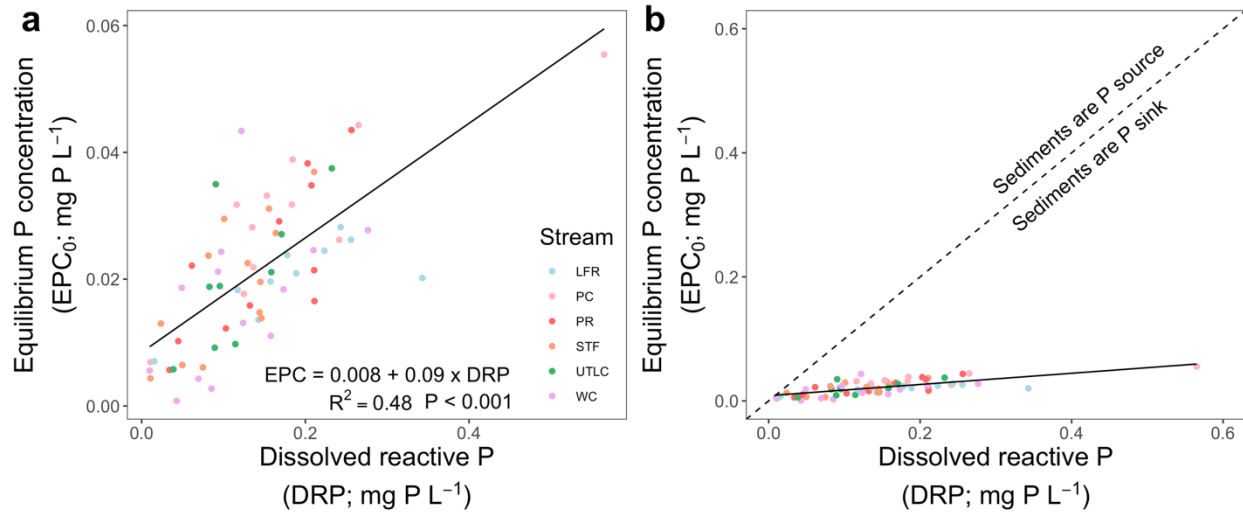 a
Equilibrium P concentration
(EPC₀; mg P L⁻¹)
0.06
0.04
0.02
0.00
0.0
0.2
0.4
Dissolved reactive P
(DRP; mg P L⁻¹)
Stream
LFR
PC
PR
STF
UTLC
WC
EPC = 0.008 + 0.09 x DRP
R² = 0.48 P < 0.001
b
Equilibrium P concentration
(EPC₀; mg P L⁻¹)
0.6
0.4
0.2
0.0
0.0
0.2
0.4
0.6
Dissolved reactive P
(DRP; mg P L⁻¹)
Sediments are P source
Sediments are P sink